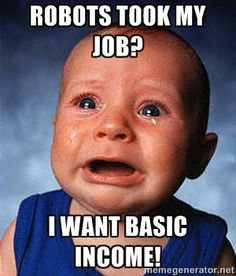 ROBOTS TOOK MY
JOB?
I WANT BASIC
INCOME!
memegenerator.net